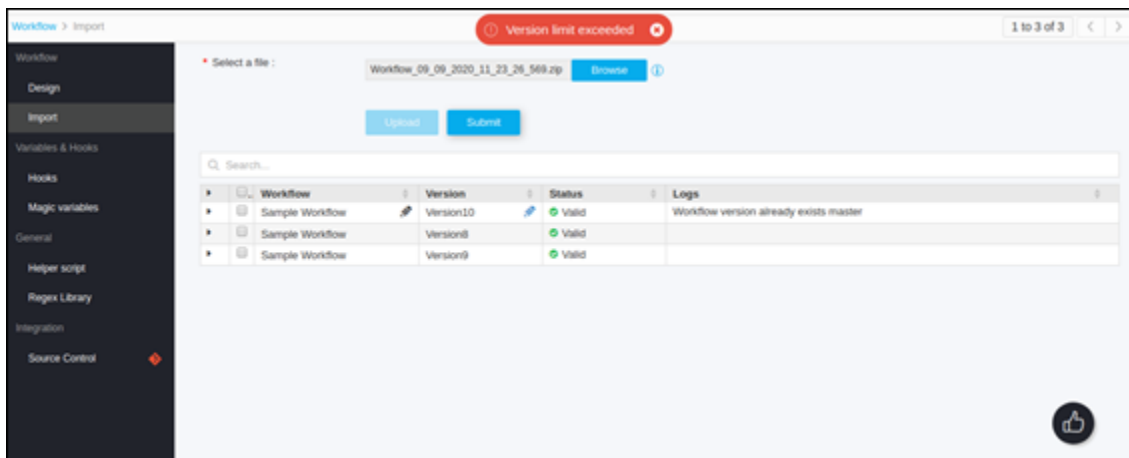 Workflow > Import
Version limit exceeded
1 to 3 of 3
Workflow
Design
Import
Variables & Hooks
Hooks
Magic variables
General
Helper script
Regex Library
Integration
Source Control
* Select a file :
Workflow_09_09_2020_11_23_26_569.zip
Browse
Upload
Submit
Search...
Workflow Version Status Logs
Sample Workflow Version10 Valid Workflow version already exists master
Sample Workflow Version8 Valid
Sample Workflow Version9 Valid